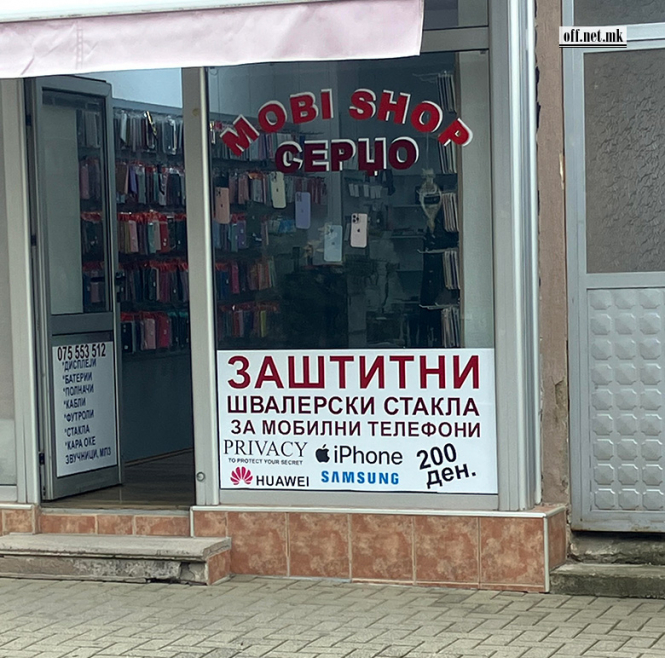 off.net.mk
MOBI SHOP
СЕРЏО
075 553 512
*ДИСПЛЕИ
*БАТЕРИИ
*ПОЛНАЧИ
*КАБЛИ
*ФУТРОЛИ
*СТАКЛА
*КАРА ОКЕ
ЗВУЧНИЦИ, МП3
ЗАШТИТНИ
ШВАЛЕРСКИ СТАКЛА
ЗА МОБИЛНИ ТЕЛЕФОНИ
PRIVACY
TO PROTECT YOUR SECRET
iPhone
200
ден.
HUAWEI
SAMSUNG